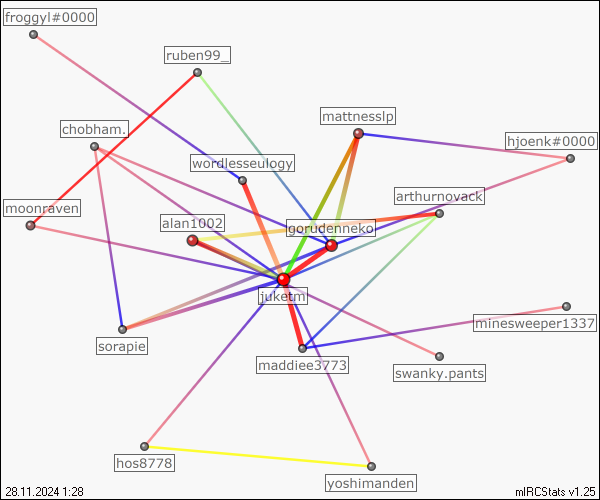 froggyl#0000
ruben99_
mattnesslp
chobham.
hjoenk#0000
wordlesseulogy
arthurnovack
moonraven
alan1002
gorudenneko
juketm
minesweeper1337
sorapie
maddiee3773
swanky.pants
hos8778
yoshimanden
28.11.2024 1:28
mIRCStats v1.25